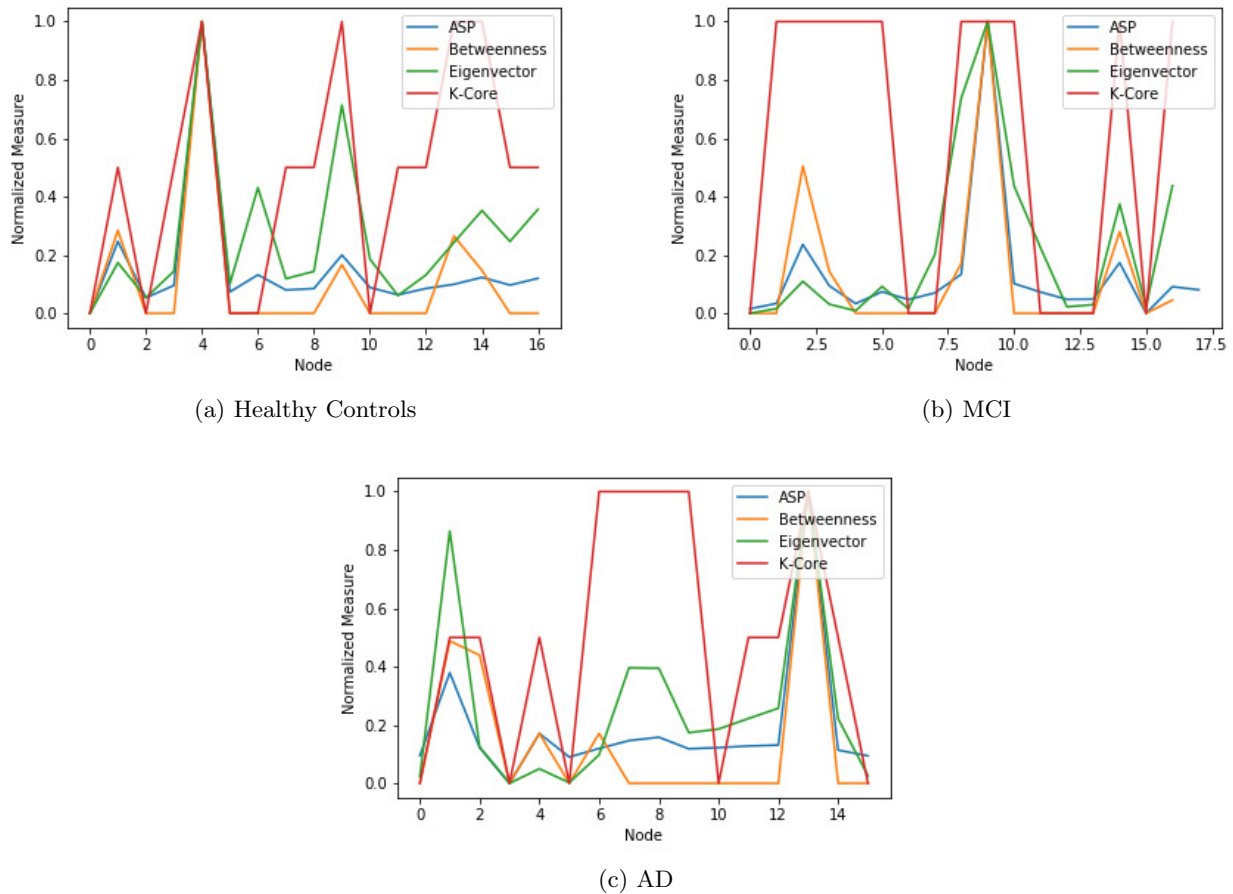 1.0
0.8
0.6
0.4
0.2
0.0
Normalized Measure
ASP
Betweenness
Eigenvector
K-Core
0 2 4 6 8 10 12 14 16
Node
(a) Healthy Controls
1.0
0.8
0.6
0.4
0.2
0.0
Normalized Measure
ASP
Betweenness
Eigenvector
K-Core
0.0 2.5 5.0 7.5 10.0 12.5 15.0 17.5
Node
(b) MCI
1.0
0.8
0.6
0.4
0.2
0.0
Normalized Measure
ASP
Betweenness
Eigenvector
K-Core
0 2 4 6 8 10 12 14
Node
(c) AD